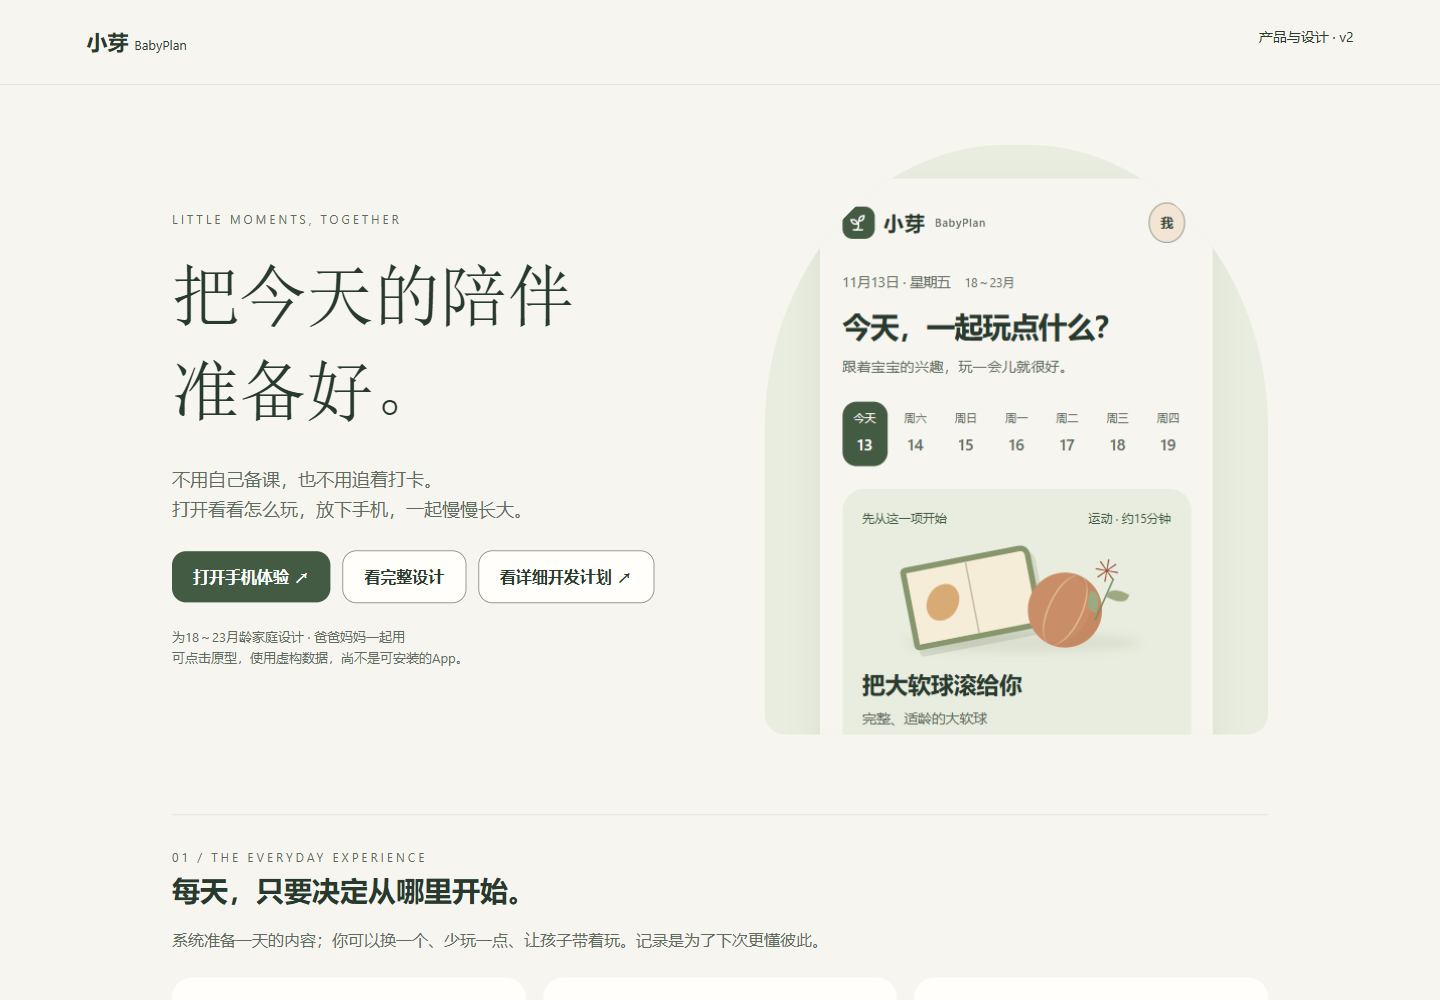 小芽 BabyPlan
产品与设计 · v2
LITTLE MOMENTS, TOGETHER
把今天的陪伴
准备好。
不用自己备课，也不用追着打卡。
打开看看怎么玩，放下手机，一起慢慢长大。
打开手机体验 ↗
看完整设计
看详细开发计划 ↗
为18～23月龄家庭设计 · 爸爸妈妈一起用
可点击原型，使用虚构数据，尚不是可安装的App。
小芽 BabyPlan
我
11月13日 · 星期五 18～23月
今天，一起玩点什么？
跟着宝宝的兴趣，玩一会儿就很好。
今天 周六 周日 周一 周二 周三 周四
13 14 15 16 17 18 19
先从这一项开始
运动 · 约15分钟
把大软球滚给你
完整、适龄的大软球
01 / THE EVERYDAY EXPERIENCE
每天，只要决定从哪里开始。
系统准备一天的内容；你可以换一个、少玩一点、让孩子带着玩。记录是为了下次更懂彼此。